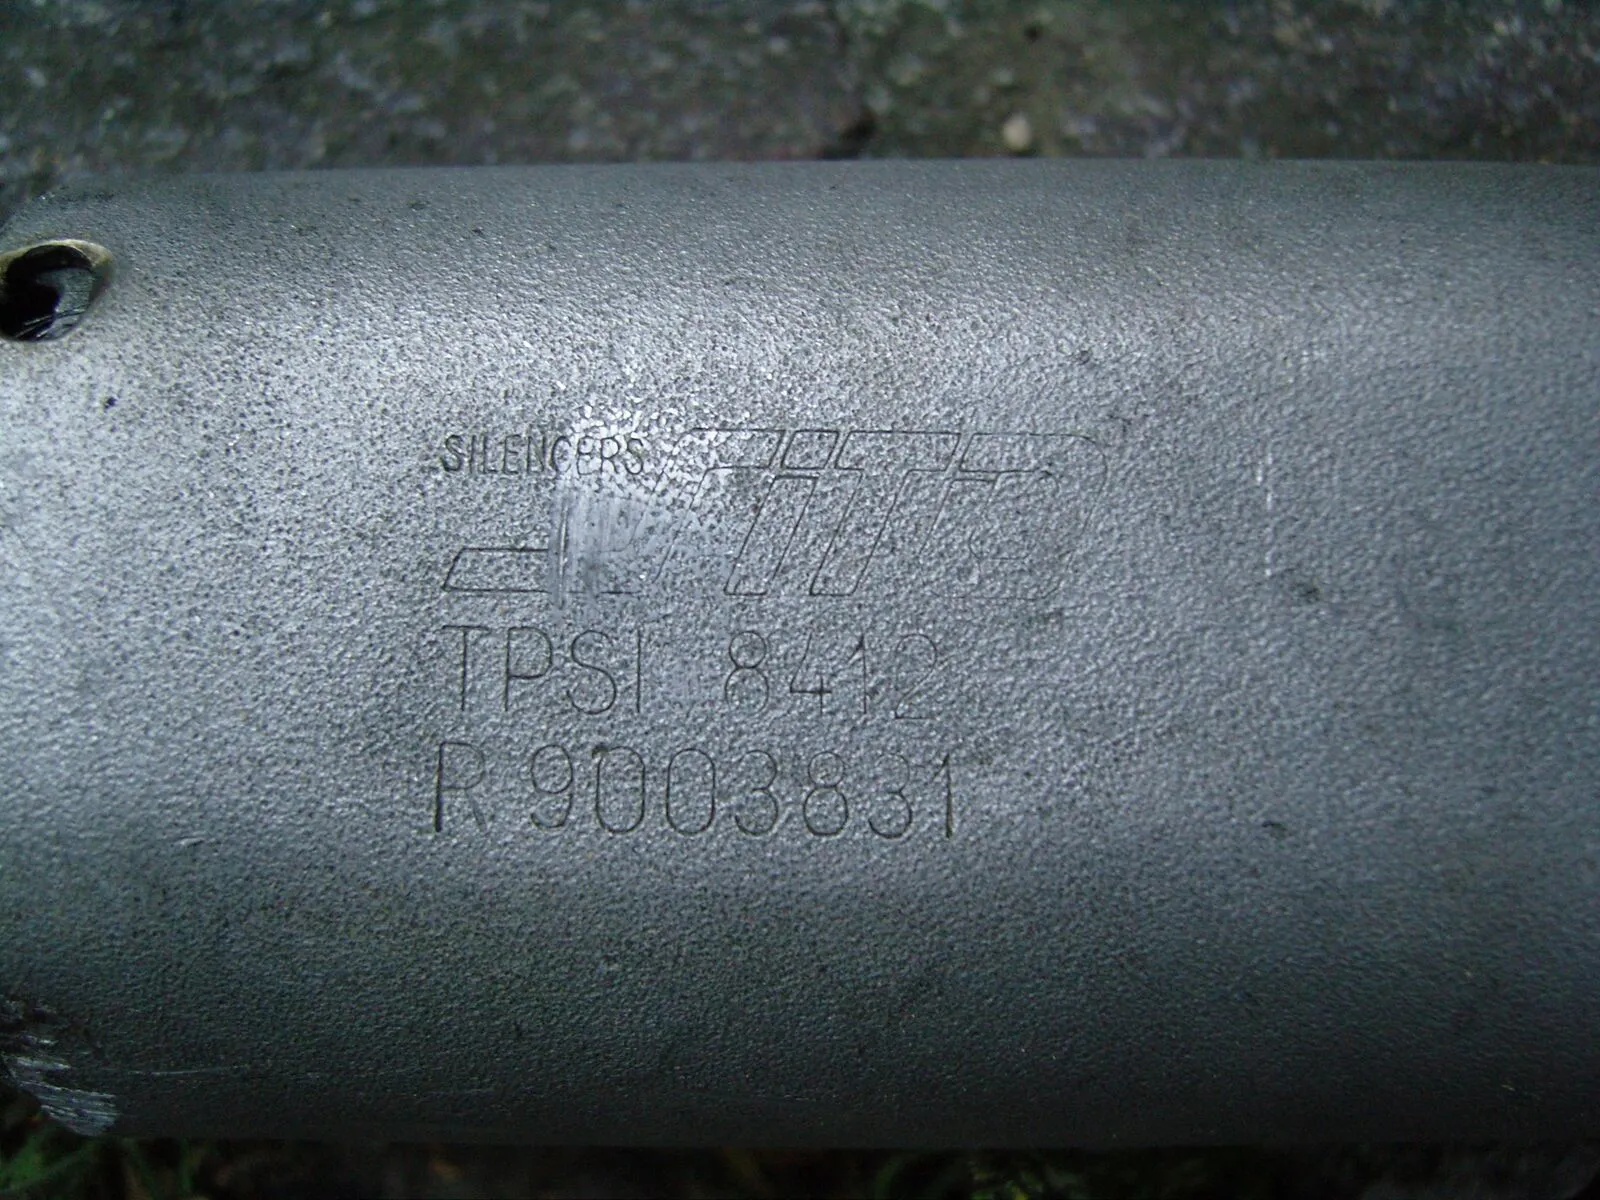 SILENCERS
TPSI 8412
R 9003831